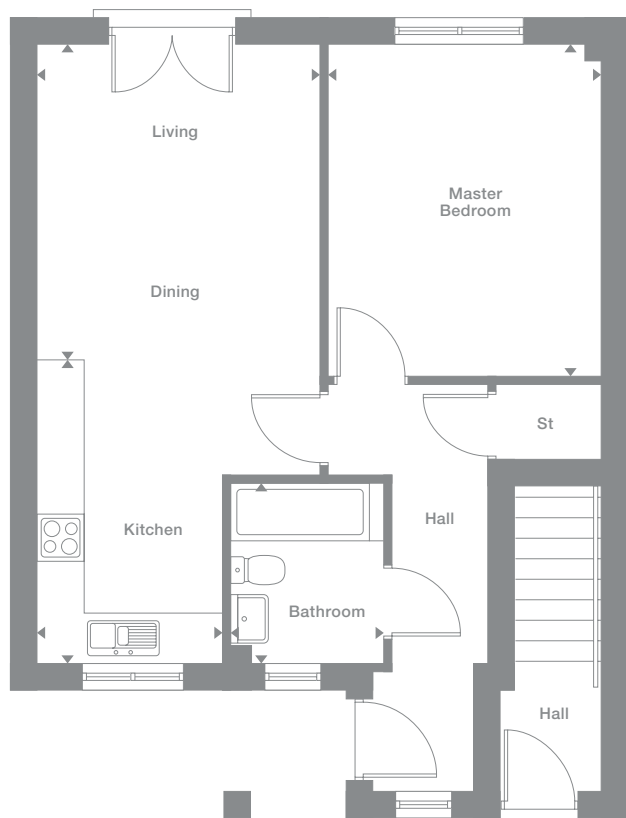 Living
Master
Bedroom
Dining
St
Hall
Kitchen
Bathroom
Hall